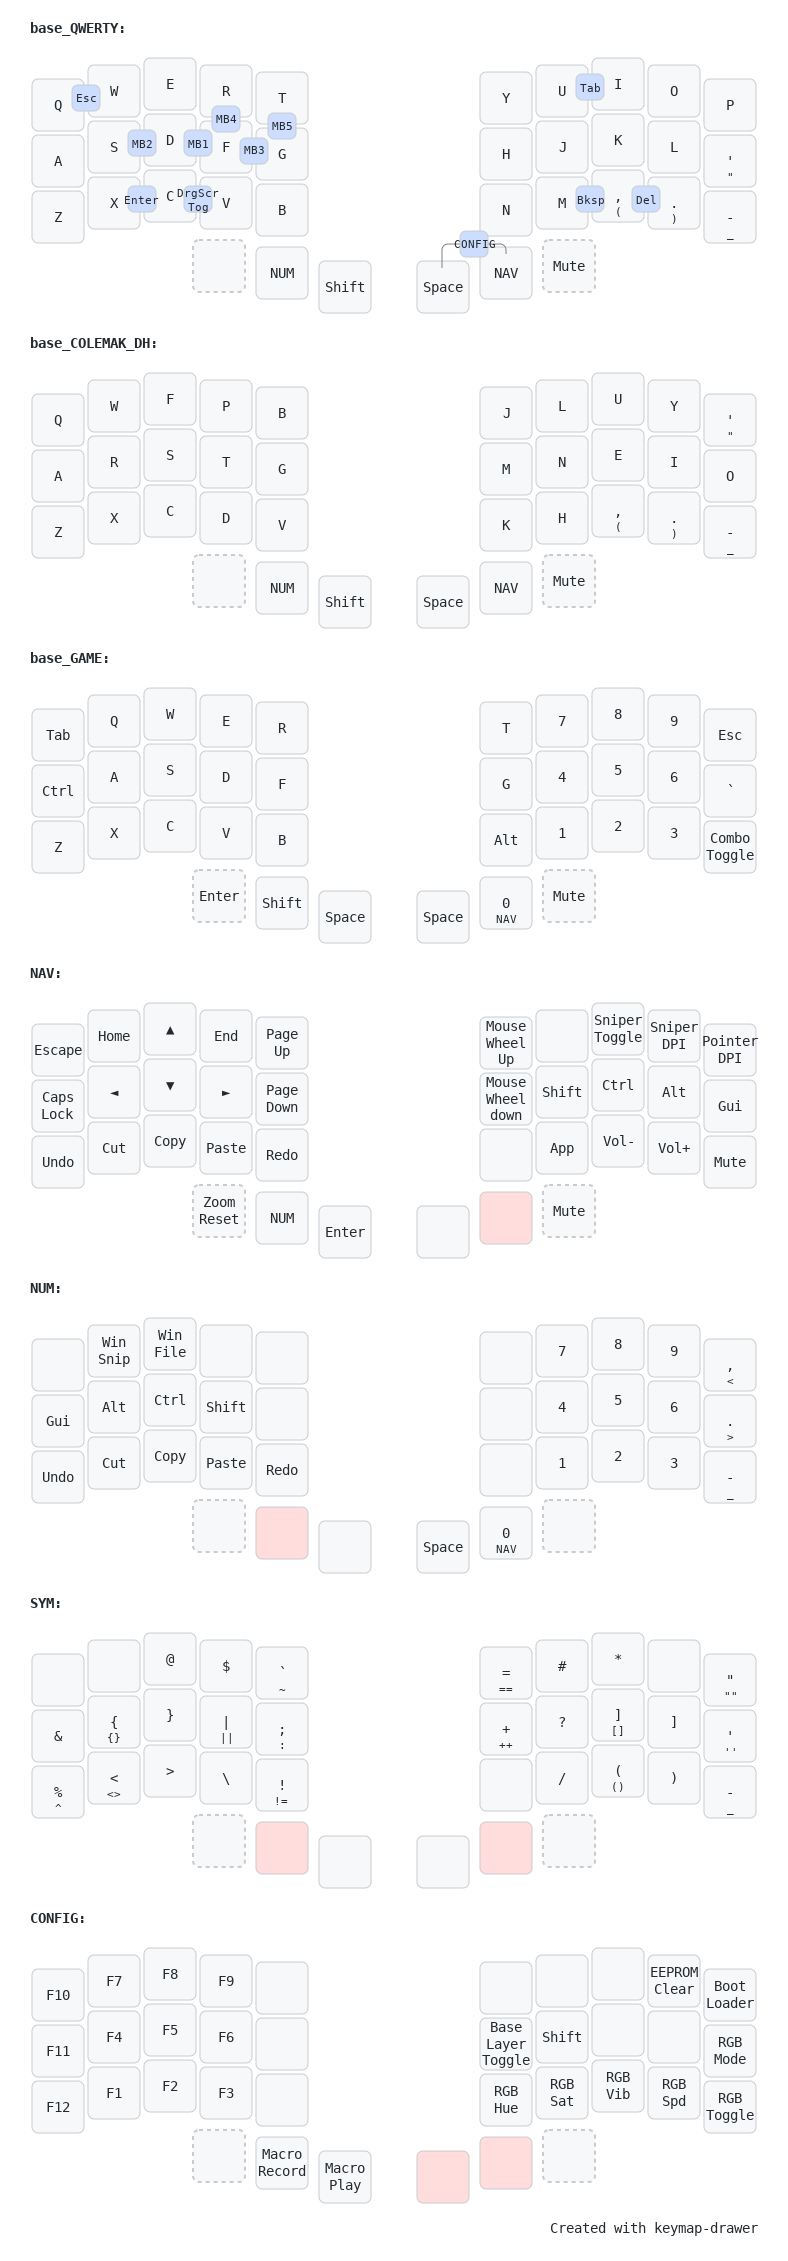 base_QWERTY:
Q Esc W E R T Y U Tab I O P
A S MB2 D MB1 MB4 F MB3 MB5 G H J K L ' "
Z X Enter C DrgScr Tog V B N M Bksp , ( Del . ) - _
NUM Shift Space CONFIG NAV Mute
base_COLEMAK_DH:
Q W F P B J L U Y ' "
A R S T G M N E I O
Z X C D V K H , ( . ) - _
NUM Shift Space NAV Mute
base_GAME:
Tab Q W E R T 7 8 9 Esc
Ctrl A S D F G 4 5 6 `
Z X C V B Alt 1 2 3 Combo Toggle
Enter Shift Space Space 0 NAV Mute
NAV:
Escape Home ▲ End Page Up Mouse Wheel Up Sniper Toggle Sniper DPI Pointer DPI
Caps Lock ◄ ▼ ► Page Down Mouse Wheel down Shift Ctrl Alt Gui
Undo Cut Copy Paste Redo App Vol- Vol+ Mute
Zoom Reset NUM Enter Mute
NUM:
Win Snip Win File 7 8 9 , <
Gui Alt Ctrl Shift 4 5 6 . >
Undo Cut Copy Paste Redo 1 2 3 - _
Space 0 NAV
SYM:
@ $ ` ~ = == # * " ""
& { {} } | || ; : + ++ ? ] [] ] ' ''
% ^ < <> > \ ! != / ( () ) - _
CONFIG:
F10 F7 F8 F9 EEPROM Clear Boot Loader
F11 F4 F5 F6 Base Layer Toggle Shift RGB Mode
F12 F1 F2 F3 RGB Hue RGB Sat RGB Vib RGB Spd RGB Toggle
Macro Record Macro Play
Created with keymap-drawer